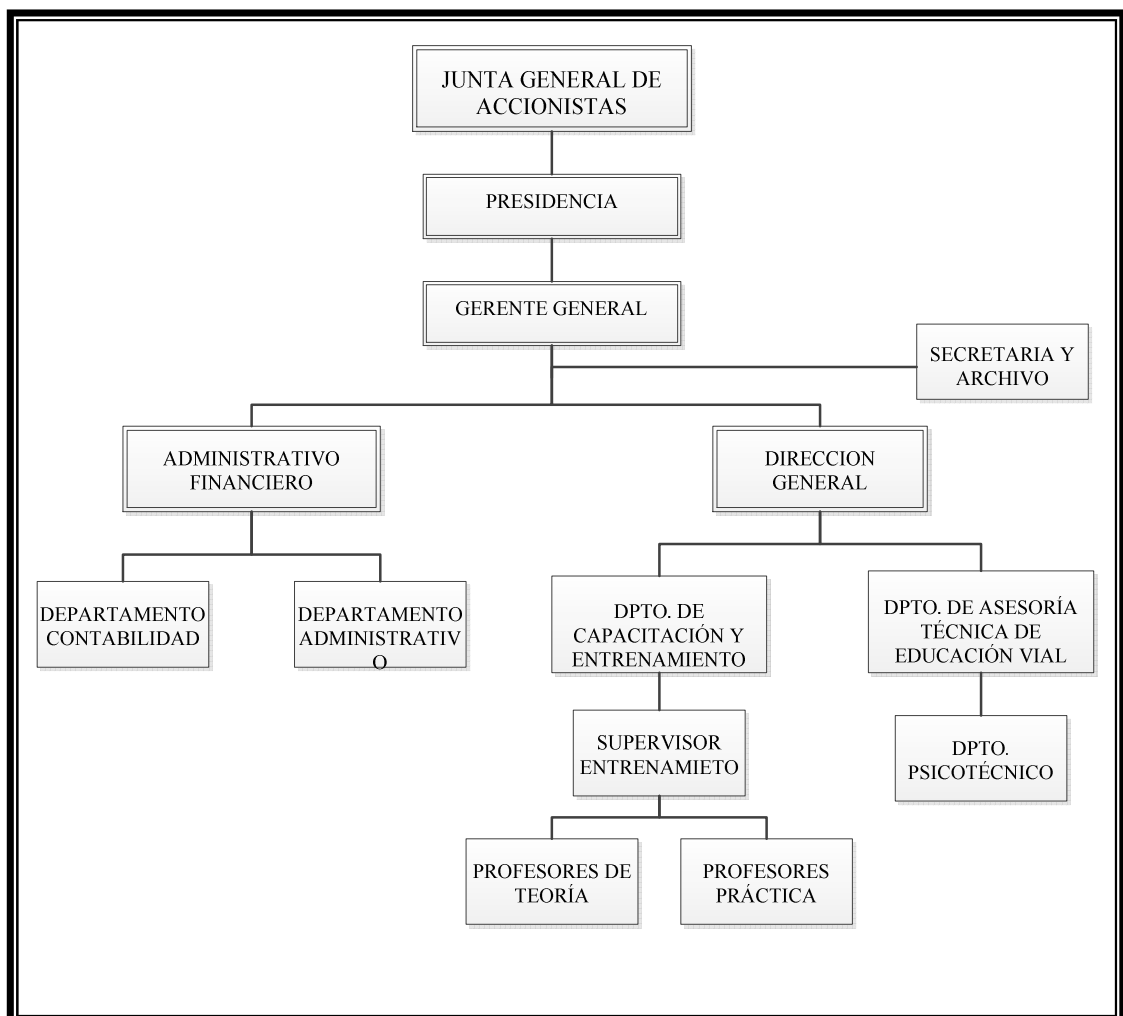 JUNTA GENERAL DE
ACCIONISTAS
PRESIDENCIA
GERENTE GENERAL
SECRETARIA Y
ARCHIVO
ADMINISTRATIVO
FINANCIERO
DIRECCION
GENERAL
DEPARTAMENTO
CONTABILIDAD
DEPARTAMENTO
ADMINISTRATIV
O
DPTO. DE
CAPACITACIÓN Y
ENTRENAMIENTO
DPTO. DE ASESORÍA
TÉCNICA DE
EDUCACIÓN VIAL
SUPERVISOR
ENTRENAMIETO
DPTO.
PSICOTÉCNICO
PROFESORES DE
TEORÍA
PROFESORES
PRÁCTICA